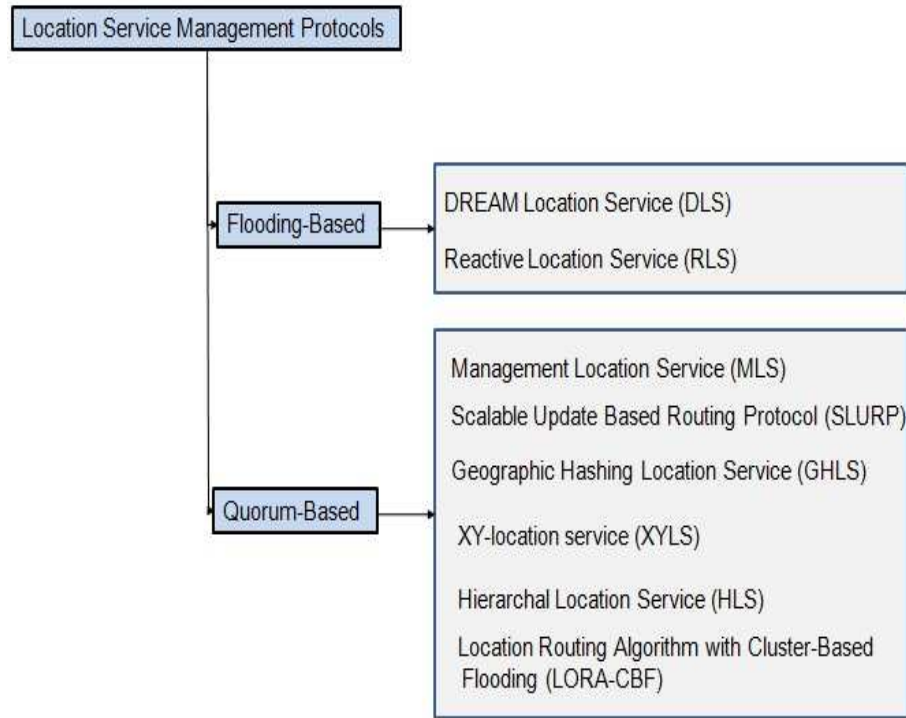 Location Service Management Protocols
Flooding-Based
DREAM Location Service (DLS)
Reactive Location Service (RLS)
Quorum-Based
Management Location Service (MLS)
Scalable Update Based Routing Protocol (SLURP)
Geographic Hashing Location Service (GHLS)
XY-location service (XYLS)
Hierarchal Location Service (HLS)
Location Routing Algorithm with Cluster-Based
Flooding (LORA-CBF)